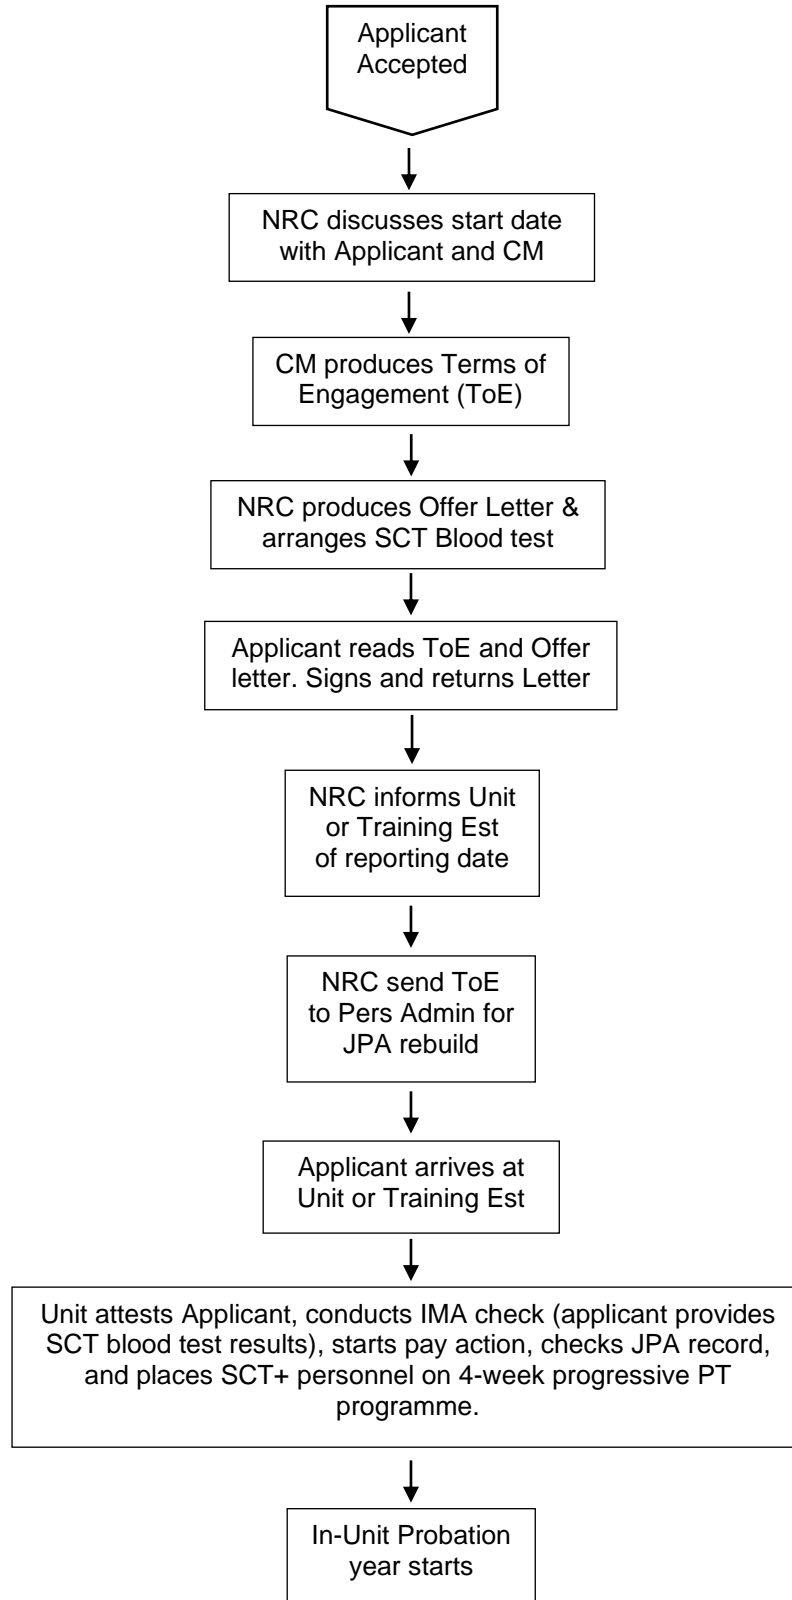 Applicant
Accepted
NRC discusses start date
with Applicant and CM
CM produces Terms of
Engagement (ToE)
NRC produces Offer Letter &
arranges SCT Blood test
Applicant reads ToE and Offer
letter. Signs and returns Letter
NRC informs Unit
or Training Est
of reporting date
NRC send ToE
to Pers Admin for
JPA rebuild
Applicant arrives at
Unit or Training Est
Unit attests Applicant, conducts IMA check (applicant provides
SCT blood test results), starts pay action, checks JPA record,
and places SCT+ personnel on 4-week progressive PT
programme.
In-Unit Probation
year starts